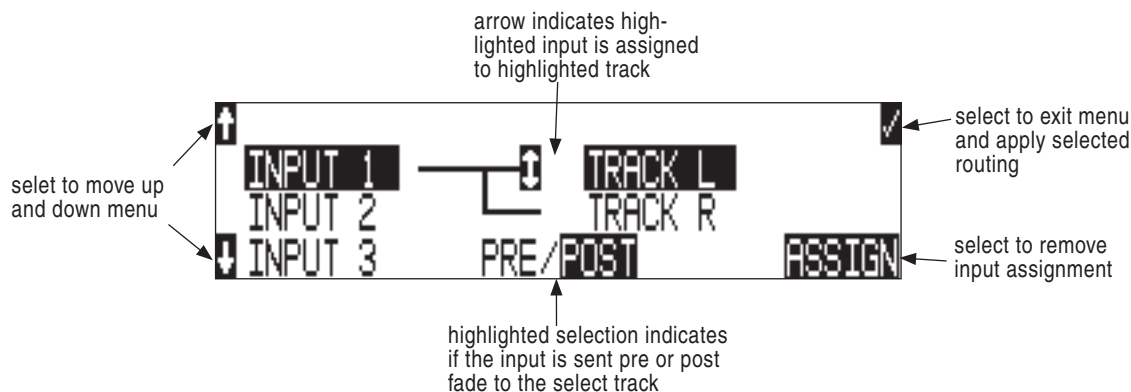 arrow indicates high-
lighted input is assigned
to highlighted track
select to exit menu
and apply selected
routing
selet to move up
and down menu
INPUT 1
TRACK L
INPUT 2
TRACK R
INPUT 3
PRE/POST
ASSIGN
select to remove
input assignment
highlighted selection indicates
if the input is sent pre or post
fade to the select track